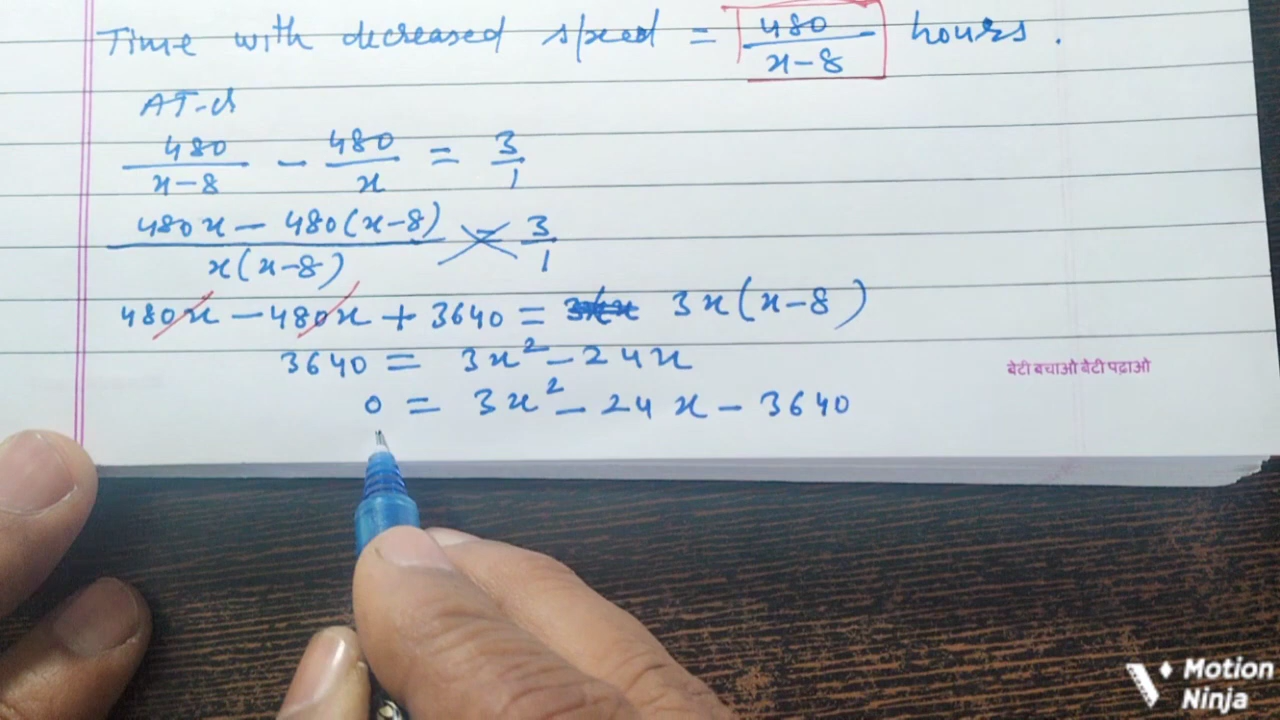 Time with decreased speed = 480/(x-8) hours.
AT-Q
480/(x-8) - 480/x = 3/1
(480x - 480(x-8))/(x(x-8)) = 3/1
480x - 480x + 3640 = 3x(x-8)
3640 = 3x² - 24x
0 = 3x² - 24x - 3640
बेटी बचाओ बेटी पढ़ाओ
Motion
Ninja